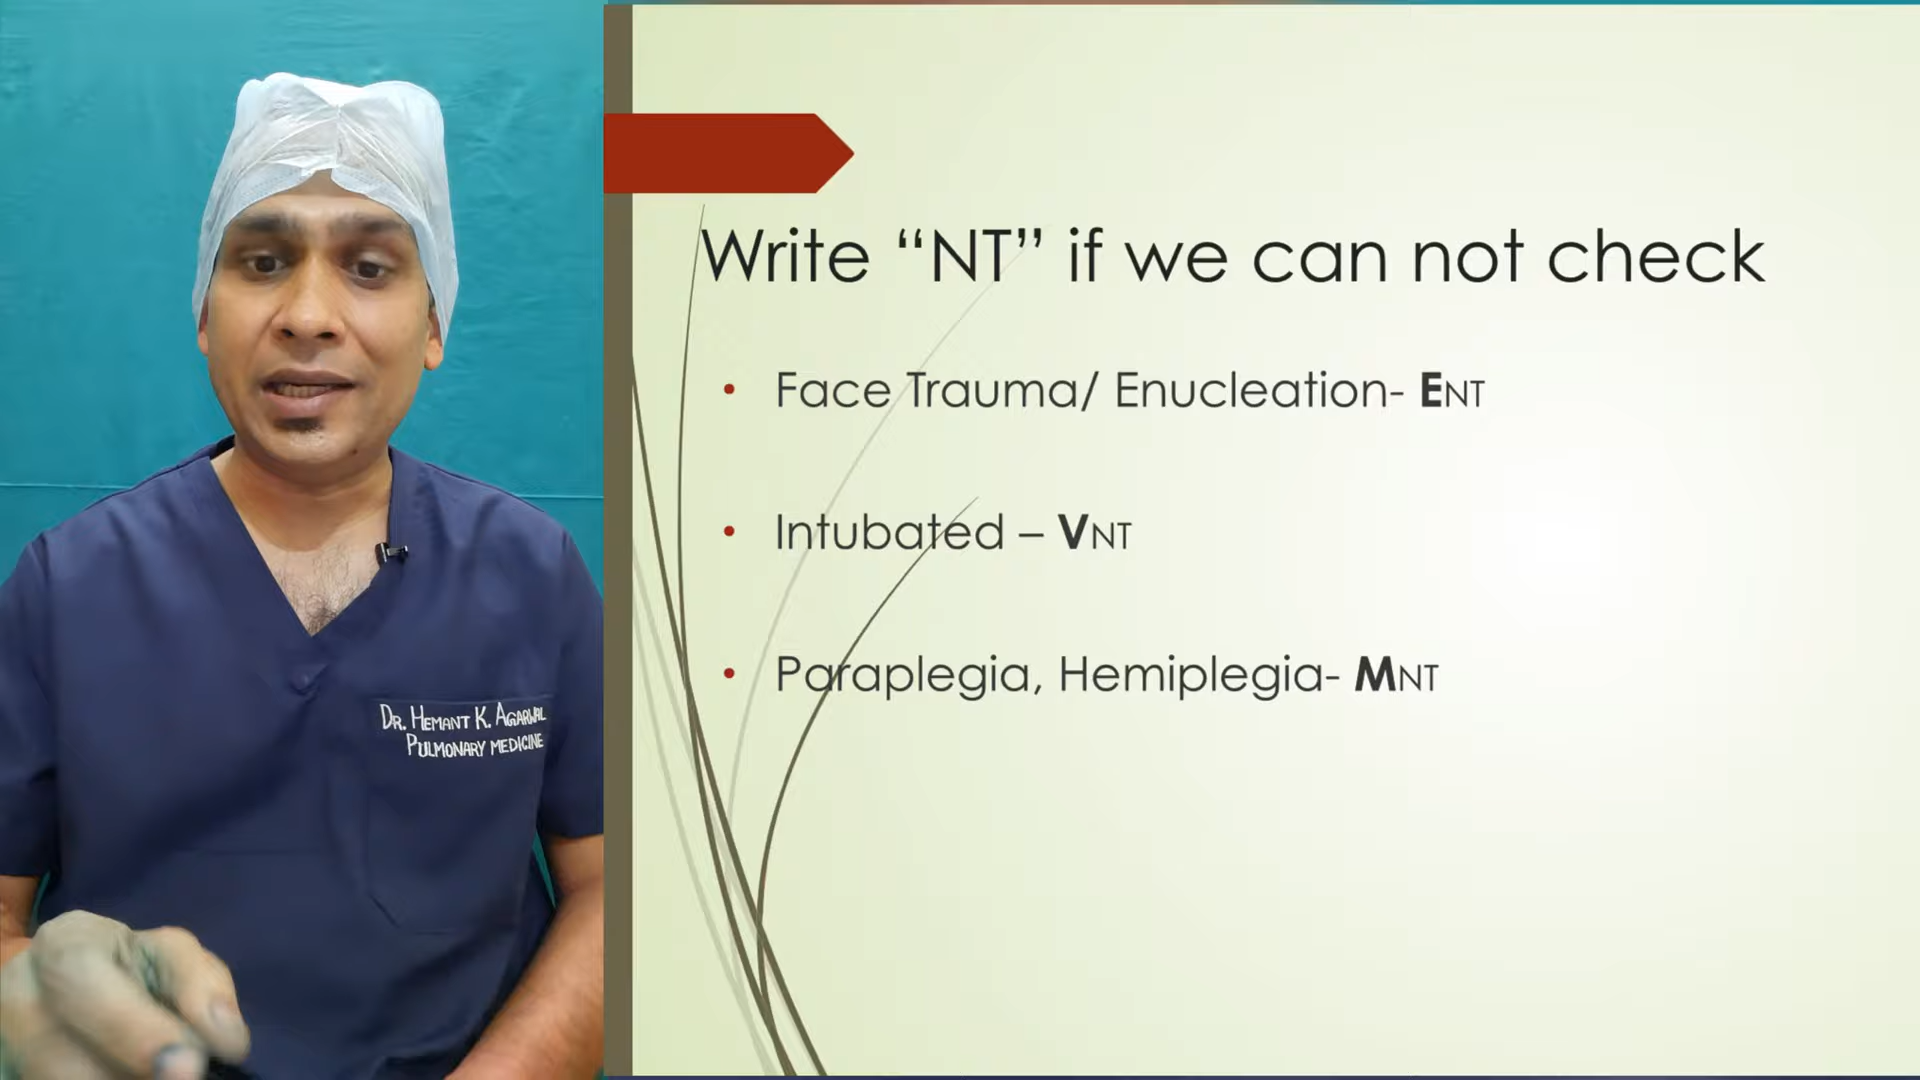 Write “NT” if we can not check
• Face Trauma/ Enucleation- ENT
• Intubated – VNT
• Paraplegia, Hemiplegia- MNT
DR. HEMANT K. AGARWAL
PULMONARY MEDICINE